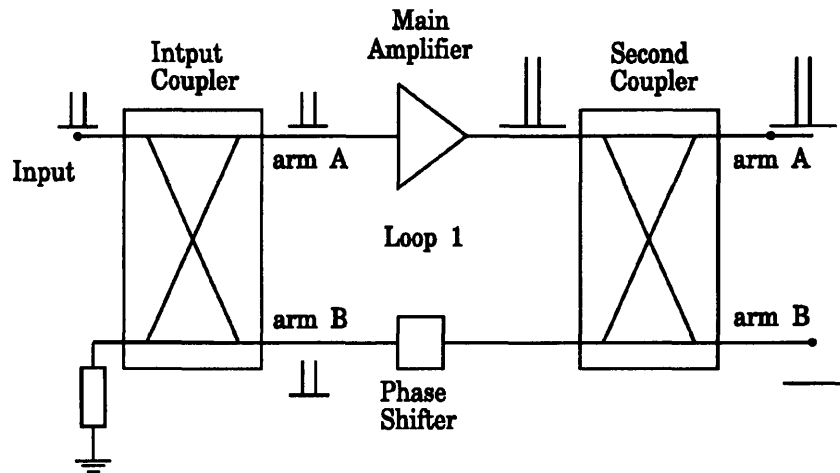 Main
Amplifier
Intput
Coupler
Second
Coupler
Input
arm A
arm A
Loop 1
arm B
arm B
Phase
Shifter